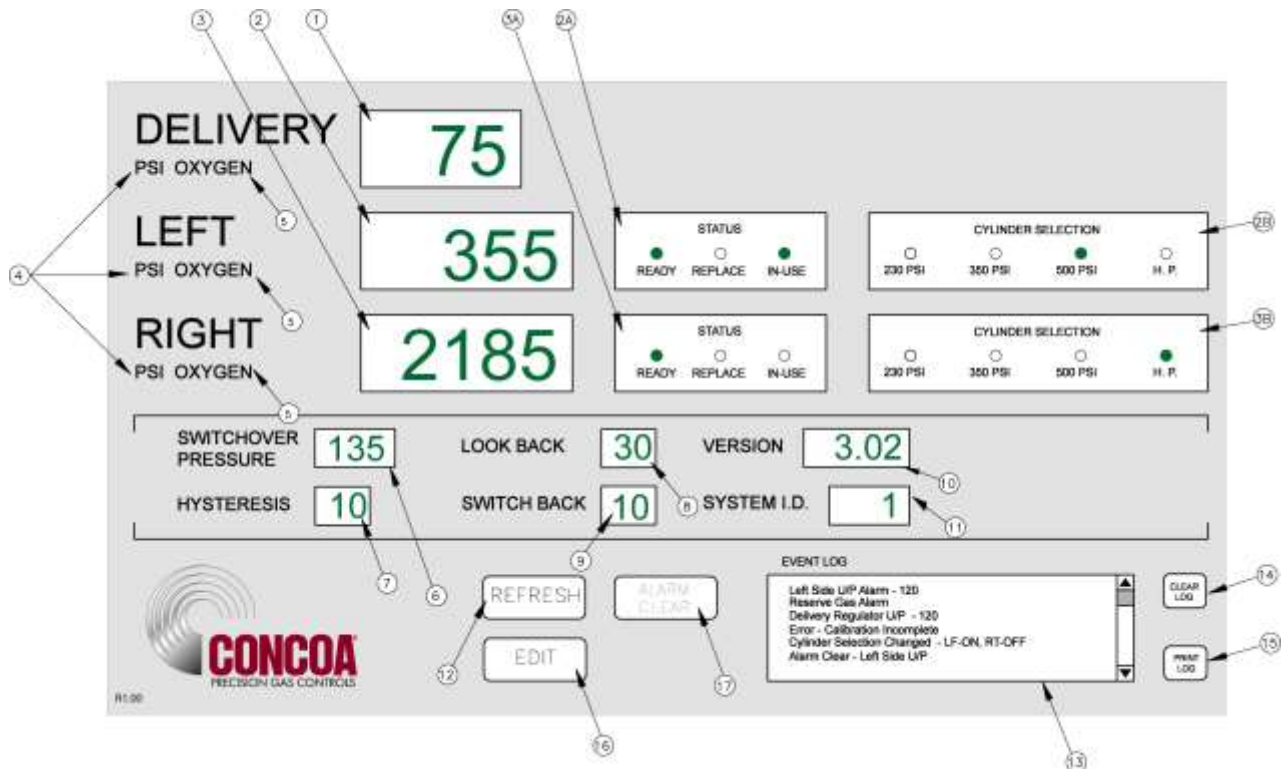 3 2 1 3A 2A
DELIVERY 75
PSI OXYGEN
5
LEFT 355 STATUS CYLINDER SELECTION 2B
READY REPLACE IN-USE 230 PSI 350 PSI 500 PSI H. P.
4 PSI OXYGEN
5
RIGHT 2185 STATUS CYLINDER SELECTION 3B
READY REPLACE IN-USE 230 PSI 350 PSI 500 PSI H. P.
PSI OXYGEN
5
SWITCHOVER PRESSURE 135 LOOK BACK 30 VERSION 3.02
10
HYSTERESIS 10 SWITCH BACK 10 8 SYSTEM I.D. 1 11
7 6 9
EVENT LOG
REFRESH ALARM CLEAR
EDIT
12 17 16
Left Side U/P Alarm - 120
Reserve Gas Alarm
Delivery Regulator U/P - 120
Error - Calibration Incomplete
Cylinder Selection Changed - LF-ON, RT-OFF
Alarm Clear - Left Side U/P
CLEAR LOG 14
PRINT LOG 15
13
CONCOA
PRECISION GAS CONTROLS
R1.00